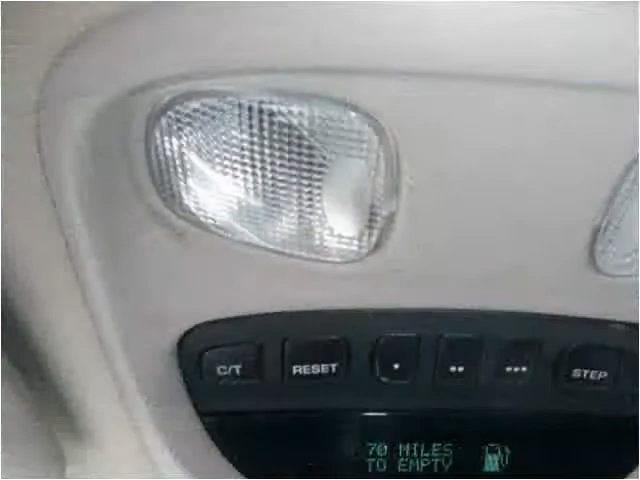 C/T RESET • •• ••• STEP
70 MILES
TO EMPTY